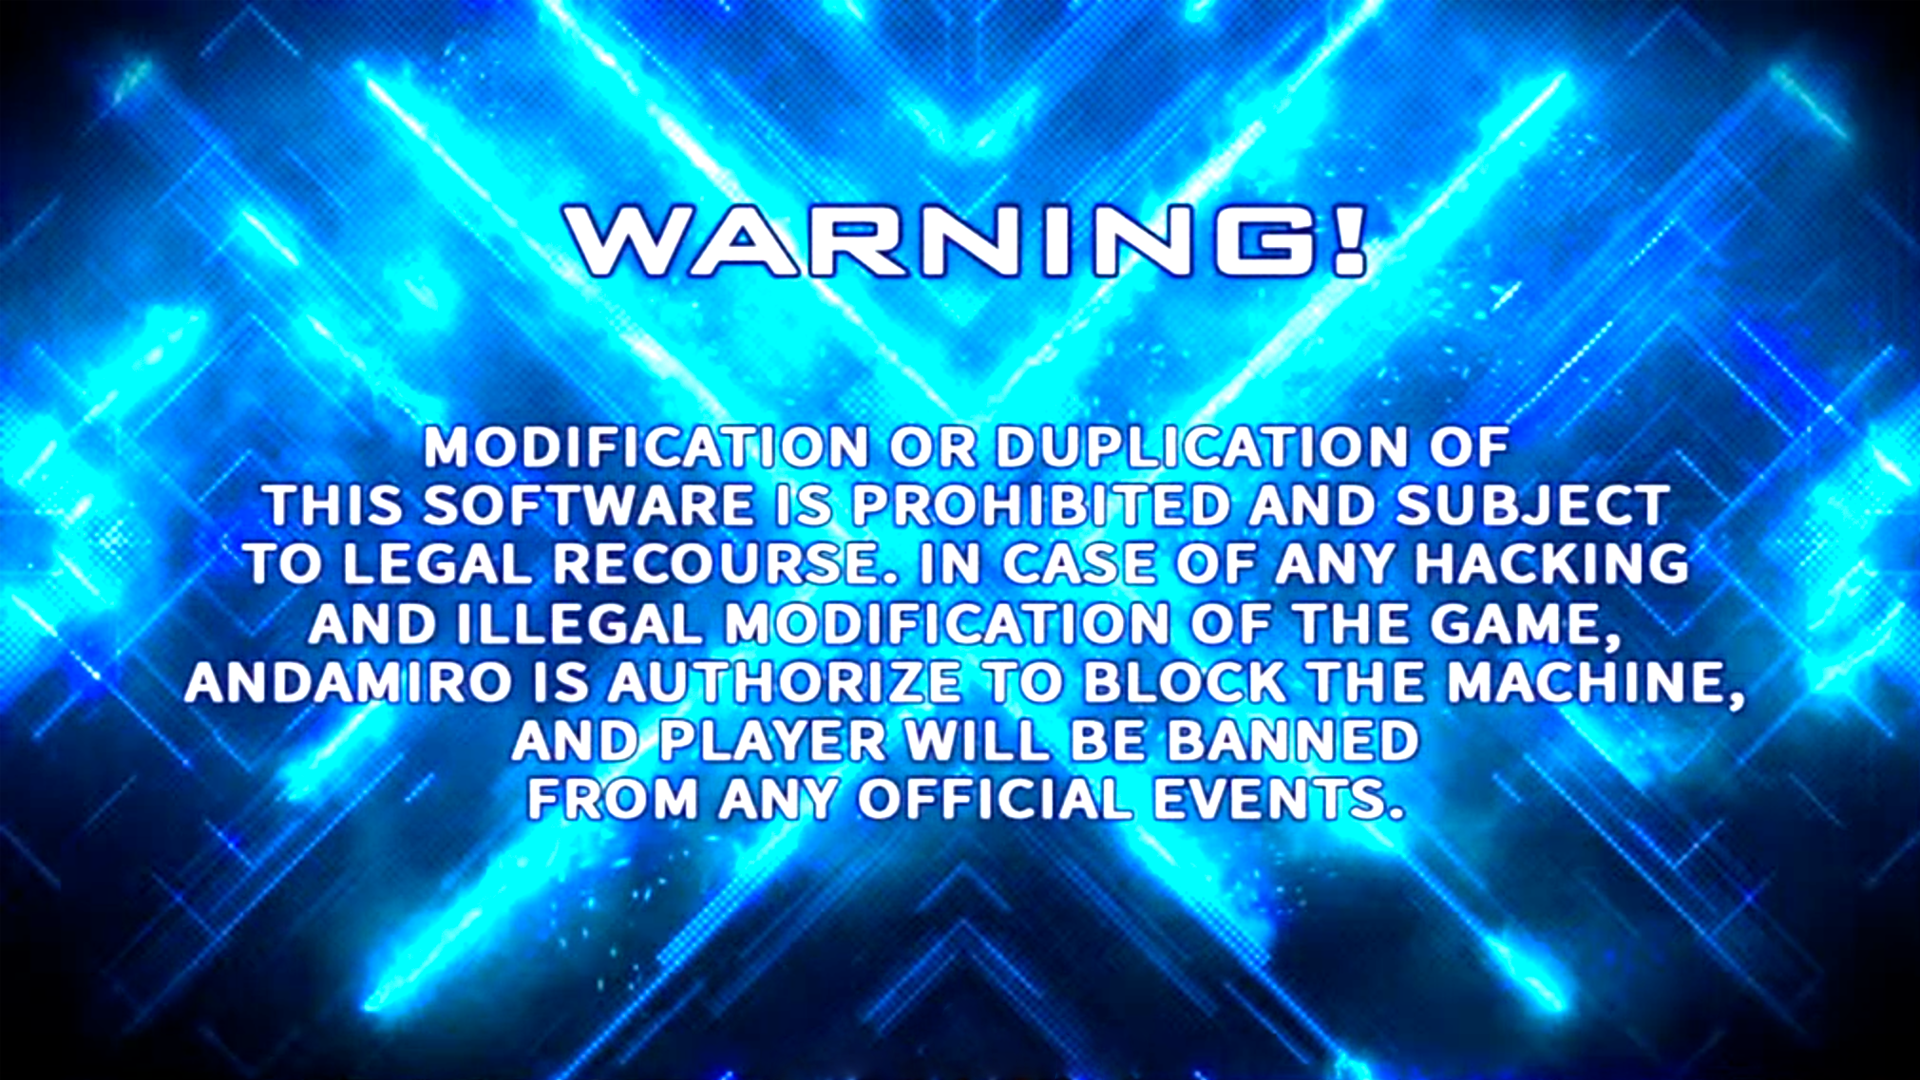 WARNING!
MODIFICATION OR DUPLICATION OF
THIS SOFTWARE IS PROHIBITED AND SUBJECT
TO LEGAL RECOURSE. IN CASE OF ANY HACKING
AND ILLEGAL MODIFICATION OF THE GAME,
ANDAMIRO IS AUTHORIZE TO BLOCK THE MACHINE,
AND PLAYER WILL BE BANNED
FROM ANY OFFICIAL EVENTS.